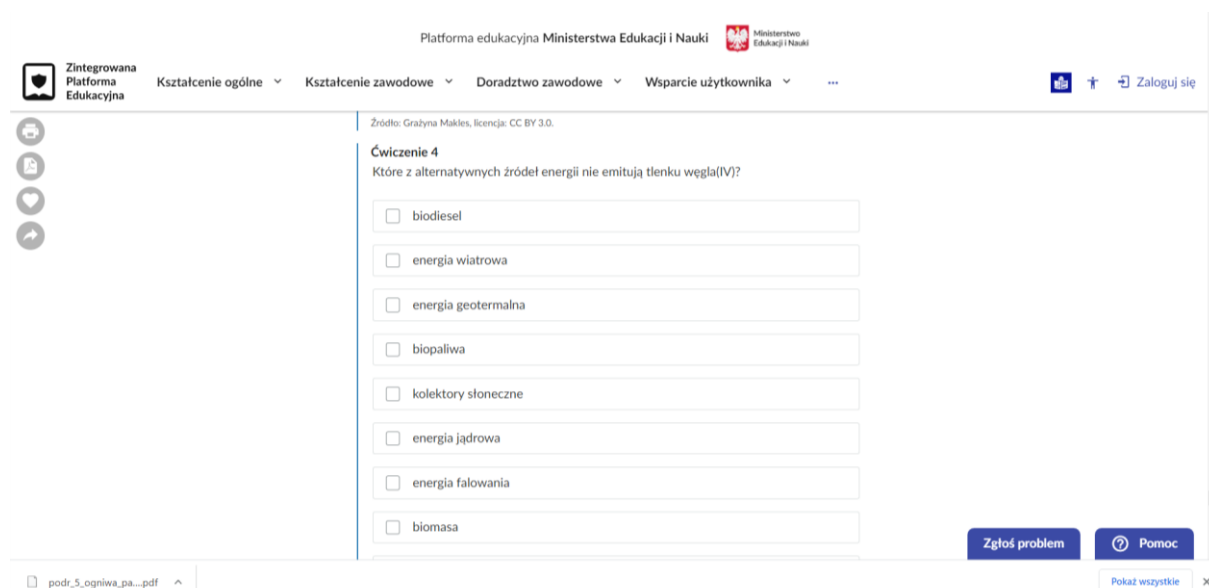 Platforma edukacyjna Ministerstwa Edukacji i Nauki
Ministerstwo
Edukacji i Nauki
Zintegrowana
Platforma
Edukacyjna
Kształcenie ogólne
Kształcenie zawodowe
Doradztwo zawodowe
Wsparcie użytkownika
...
Zaloguj się
Źródło: Grażyna Makles, licencja: CC BY 3.0.
Ćwiczenie 4
Które z alternatywnych źródeł energii nie emitują tlenku węgla(IV)?
biodiesel
energia wiatrowa
energia geotermalna
biopaliwa
kolektory słoneczne
energia jądrowa
energia falowania
biomasa
Zgłoś problem
Pomoc
podr_5_ogniwa_pa....pdf
Pokaż wszystkie